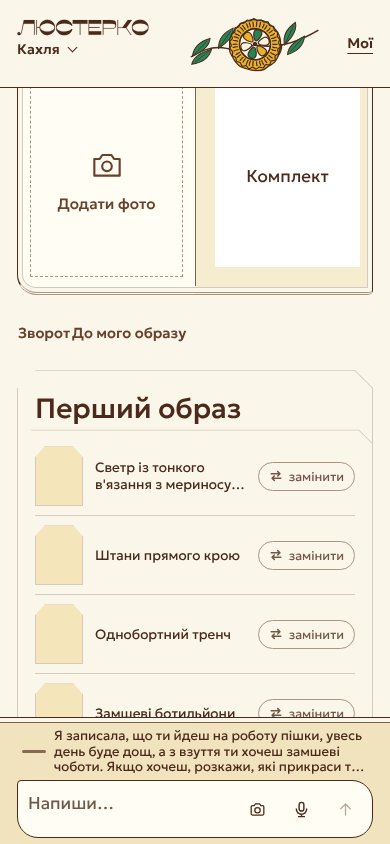 ЛЮСТЕРКО
Кахля
Мої
Додати фото
Комплект
Зворот До мого образу
Перший образ
Светр із тонкого
в'язання з мериносу…
замінити
Штани прямого крою
замінити
Однобортний тренч
замінити
Замшеві ботильйони
замінити
Я записала, що ти йдеш на роботу пішки, увесь
день буде дощ, а з взуття ти хочеш замшеві
чоботи. Якщо хочеш, розкажи, які прикраси т…
Напиши…